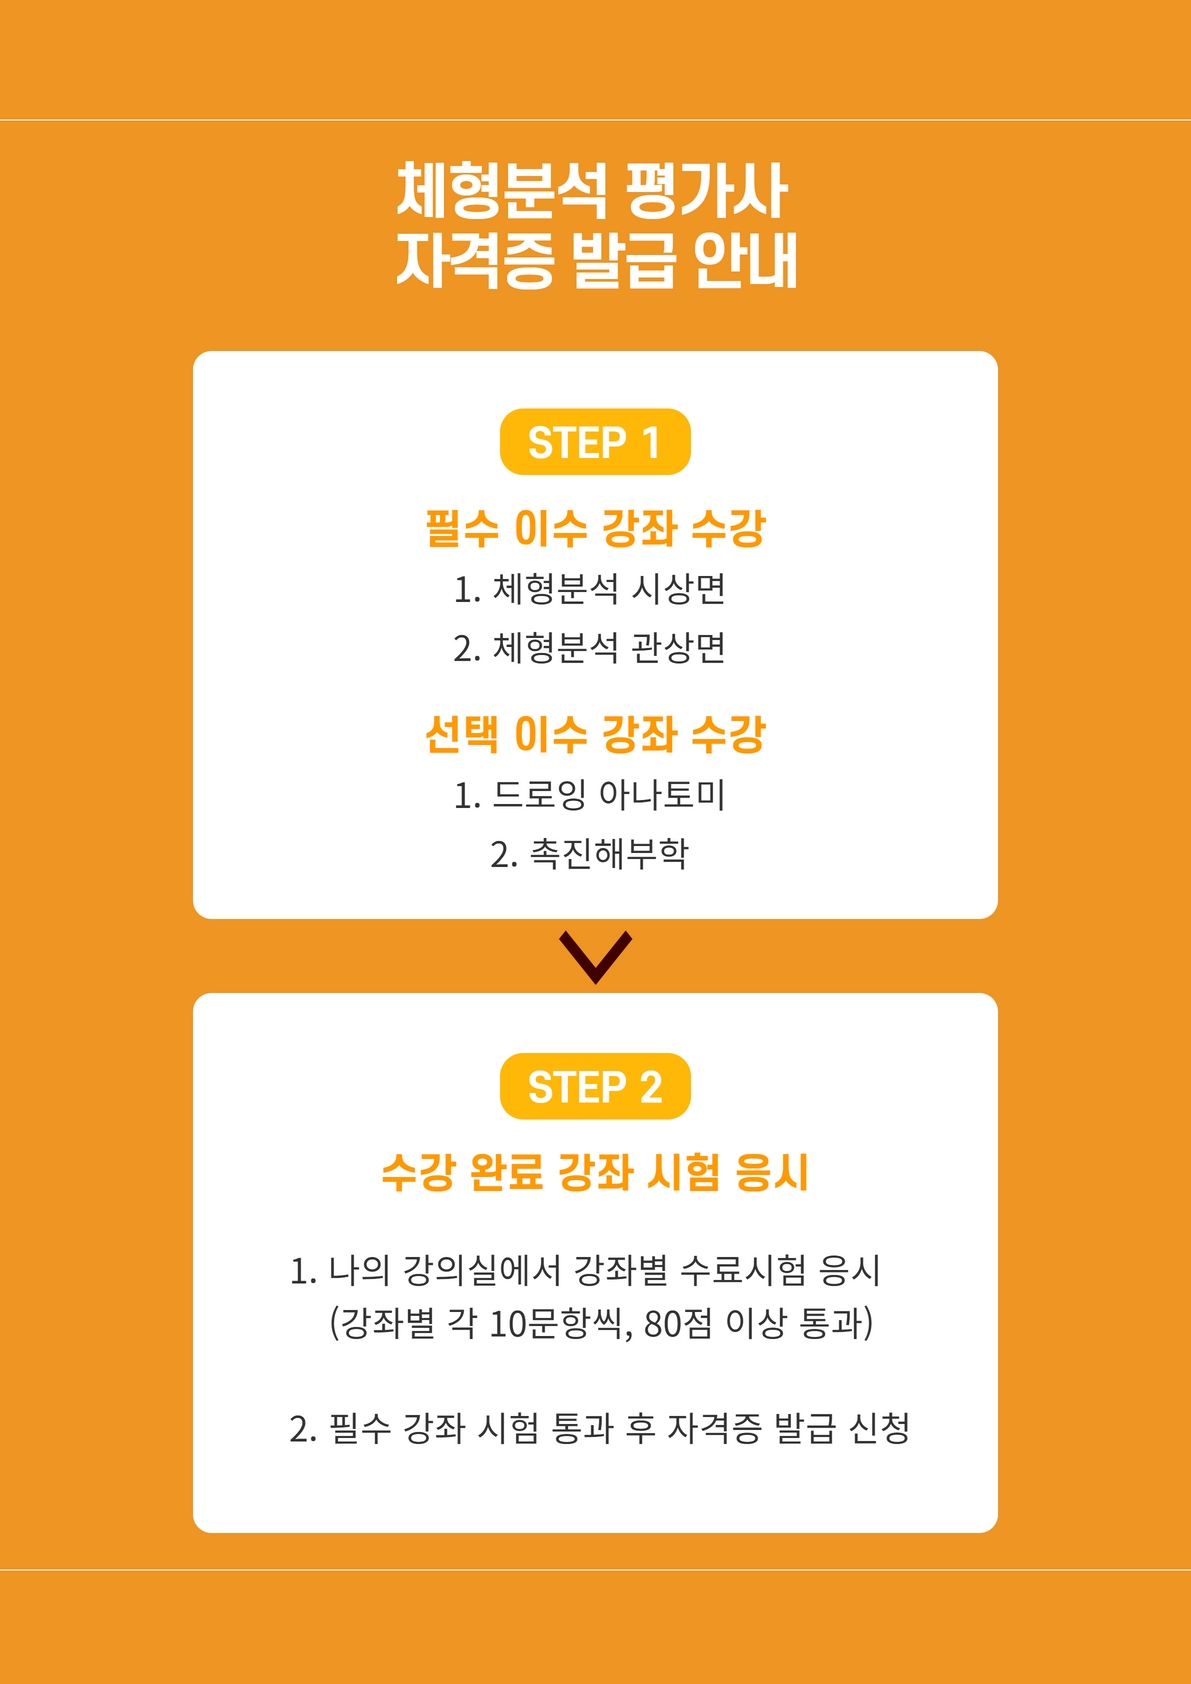 체형분석 평가사
자격증 발급 안내
STEP 1
필수 이수 강좌 수강
1. 체형분석 시상면
2. 체형분석 관상면
선택 이수 강좌 수강
1. 드로잉 아나토미
2. 촉진해부학
STEP 2
수강 완료 강좌 시험 응시
1. 나의 강의실에서 강좌별 수료시험 응시
(강좌별 각 10문항씩, 80점 이상 통과)
2. 필수 강좌 시험 통과 후 자격증 발급 신청